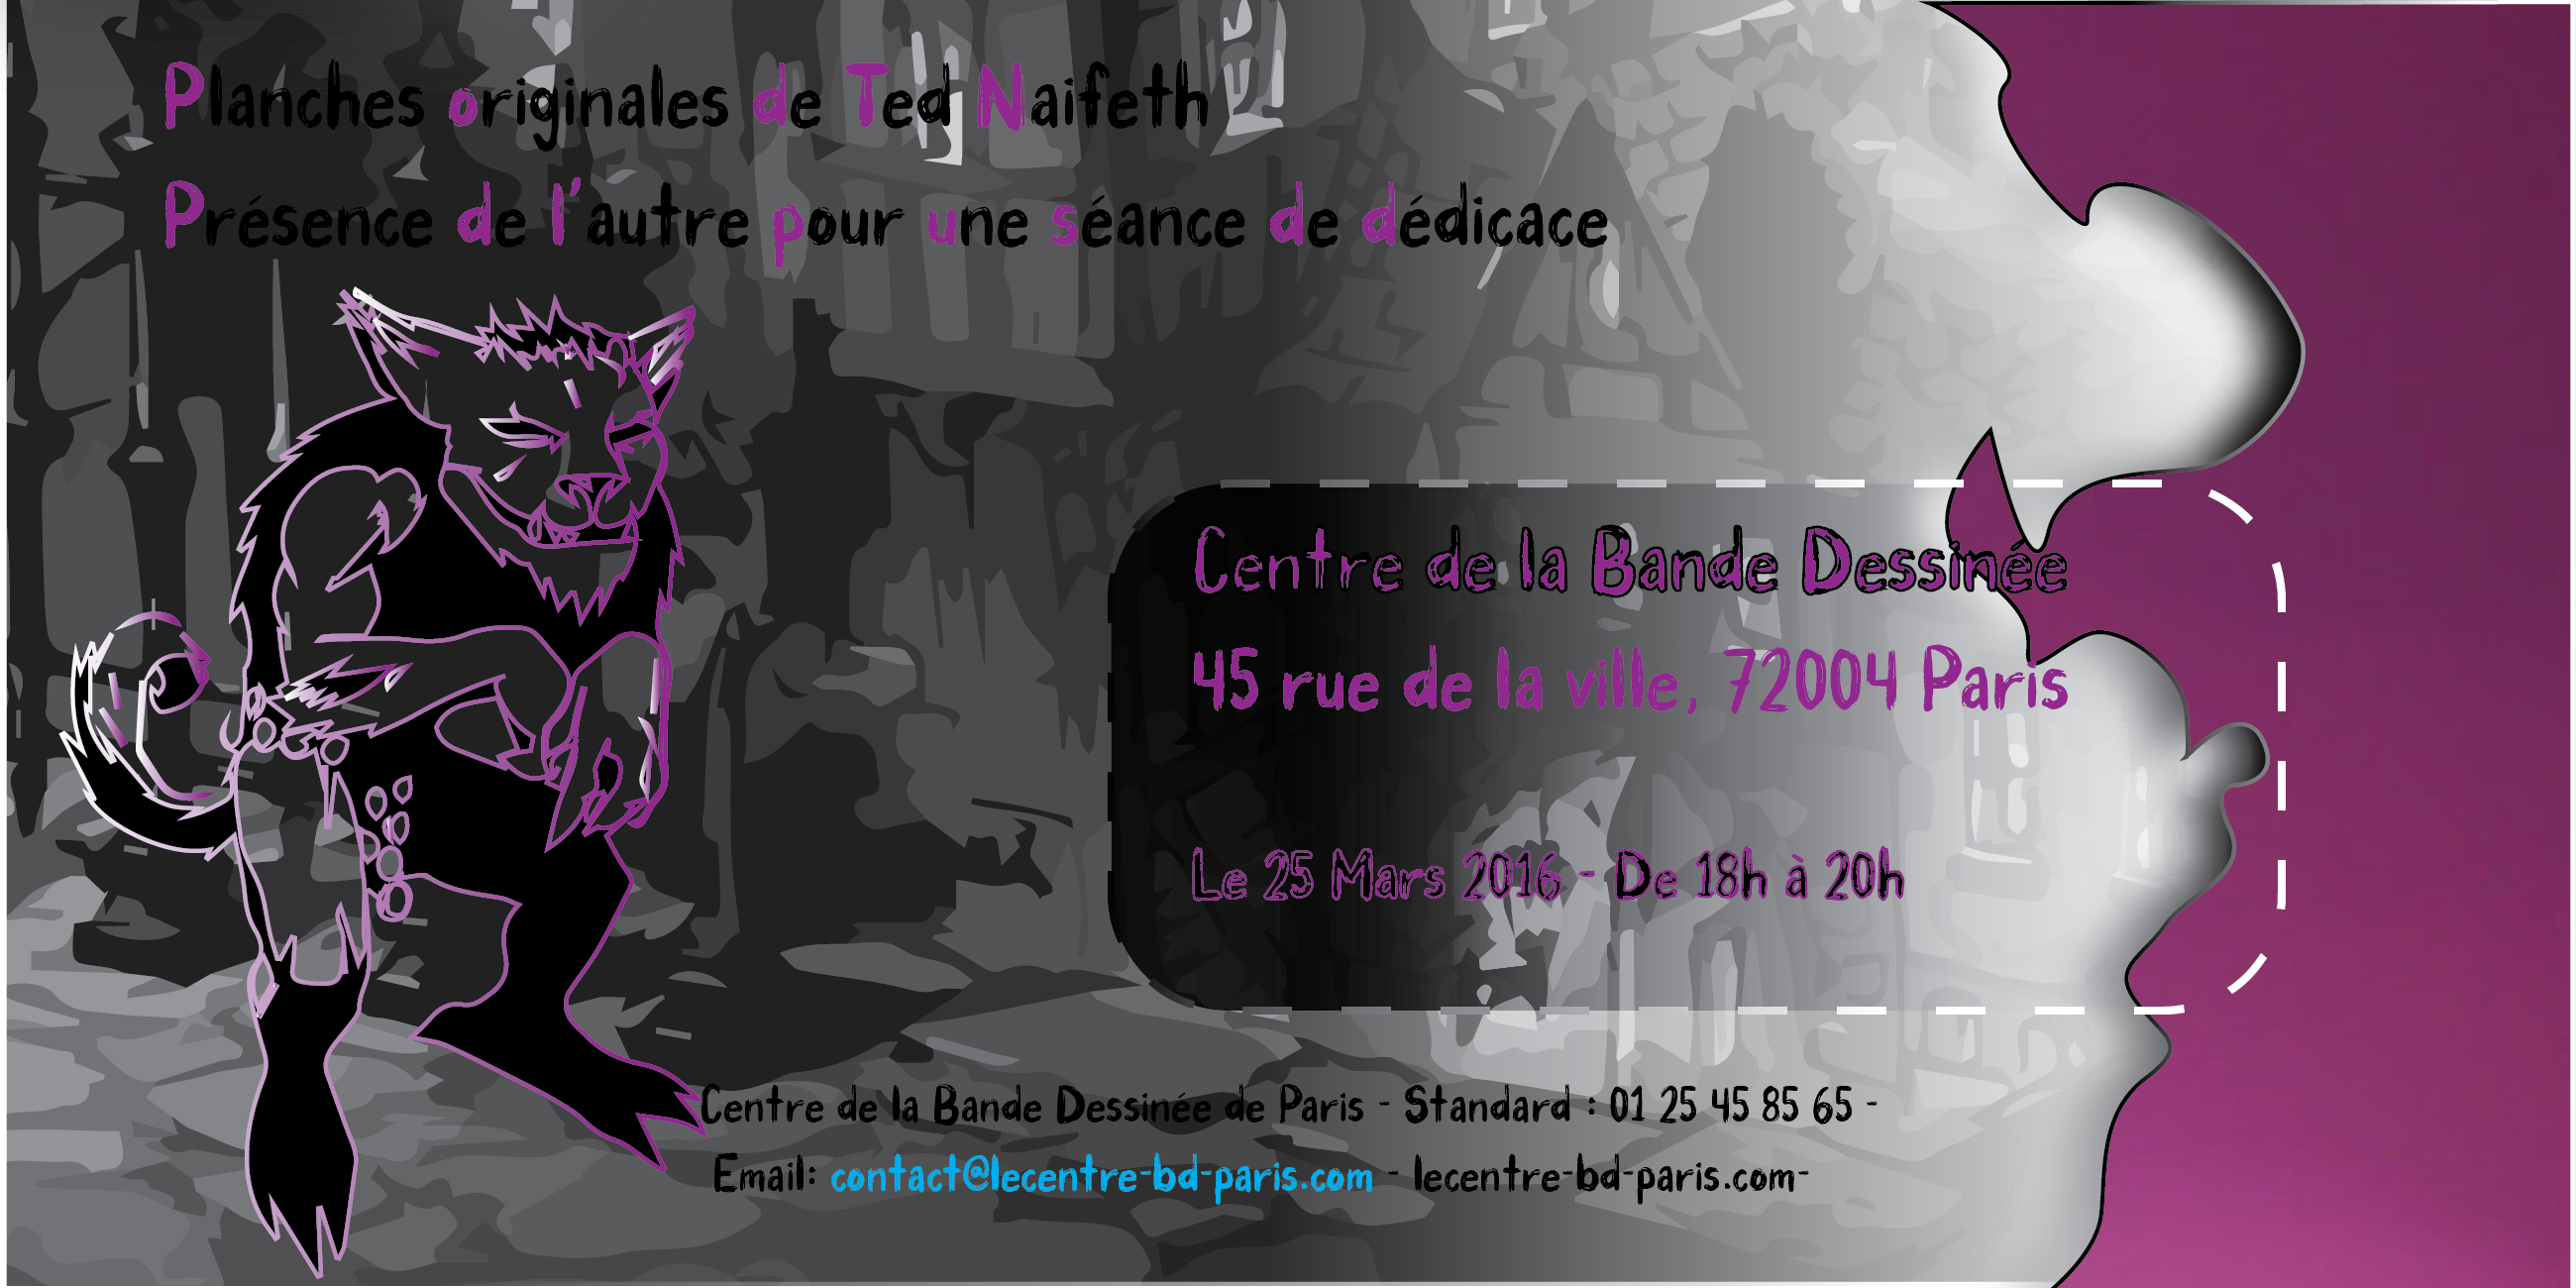 Planches originales de Ted Naifeth
Présence de l'autre pour une séance de dédicace
Centre de la Bande Dessinée
45 rue de la ville, 72004 Paris
Le 25 Mars 2016 - De 18h à 20h
Centre de la Bande Dessinée de Paris - Standard : 01 25 45 85 65 -
Email: contact@lecentre-bd-paris.com - lecentre-bd-paris.com-